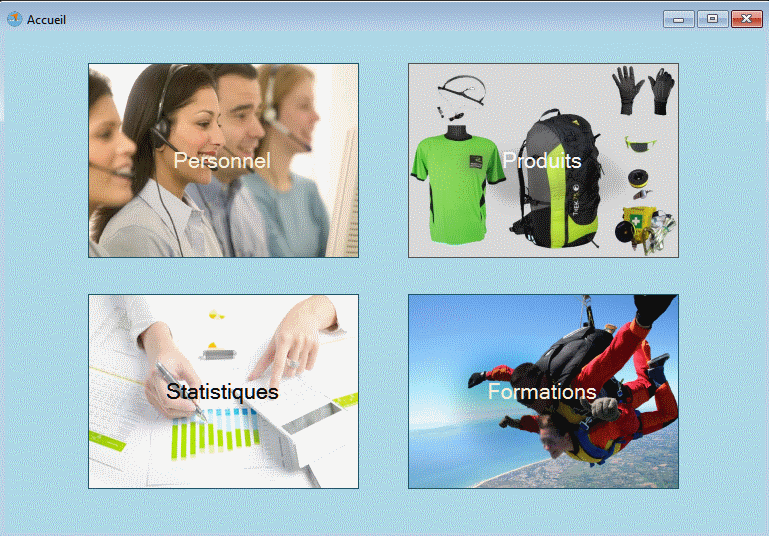 Accueil
Personnel
Produits
Statistiques
Formations